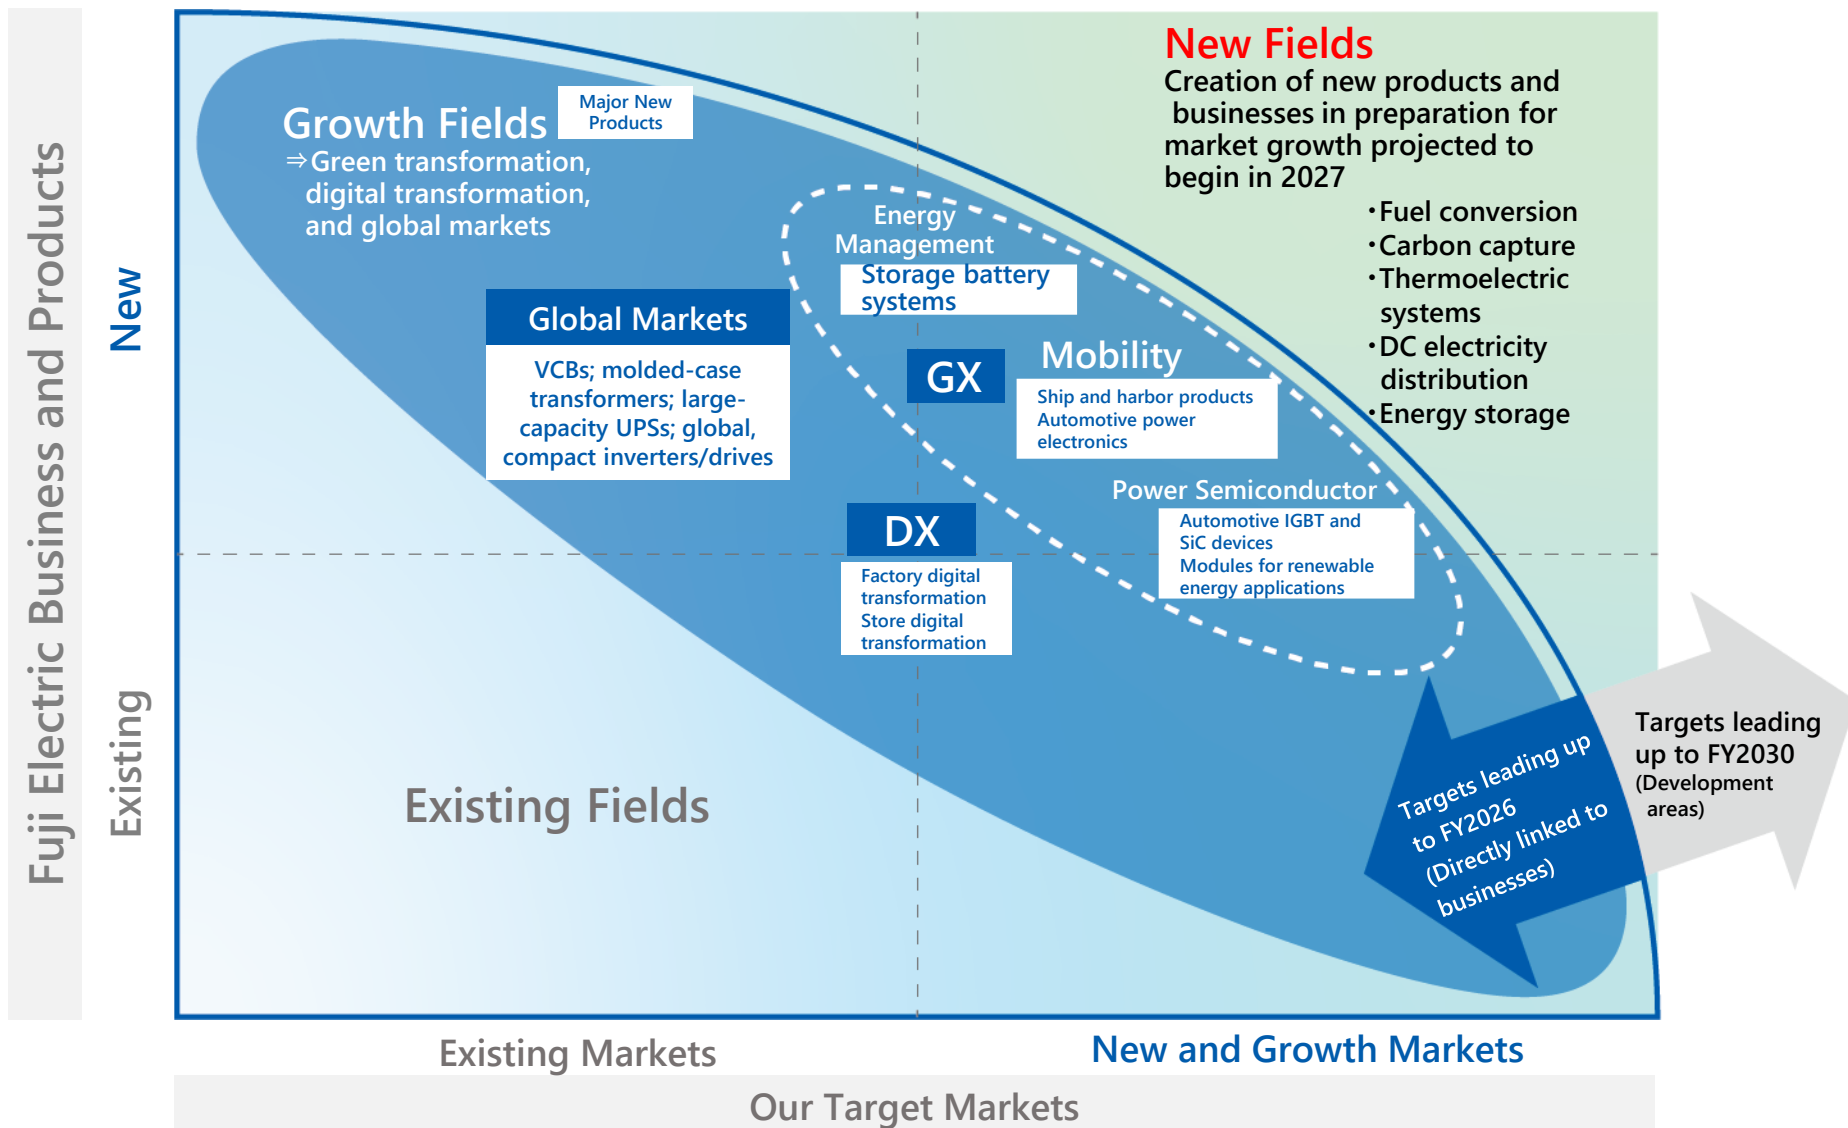 Fuji Electric Business and Products
New
Existing
Growth Fields
Major New
Products
⇒Green transformation,
digital transformation,
and global markets
New Fields
Creation of new products and
businesses in preparation for
market growth projected to
begin in 2027
・Fuel conversion
・Carbon capture
・Thermoelectric
systems
・DC electricity
distribution
・Energy storage
Energy
Management
Storage battery
systems
Global Markets
VCBs; molded-case
transformers; large-
capacity UPSs; global,
compact inverters/drives
GX
Mobility
Ship and harbor products
Automotive power
electronics
Power Semiconductor
Automotive IGBT and
SiC devices
Modules for renewable
energy applications
DX
Factory digital
transformation
Store digital
transformation
Existing Fields
Targets leading up
to FY2026
(Directly linked to
businesses)
Targets leading
up to FY2030
(Development
areas)
Existing Markets
New and Growth Markets
Our Target Markets